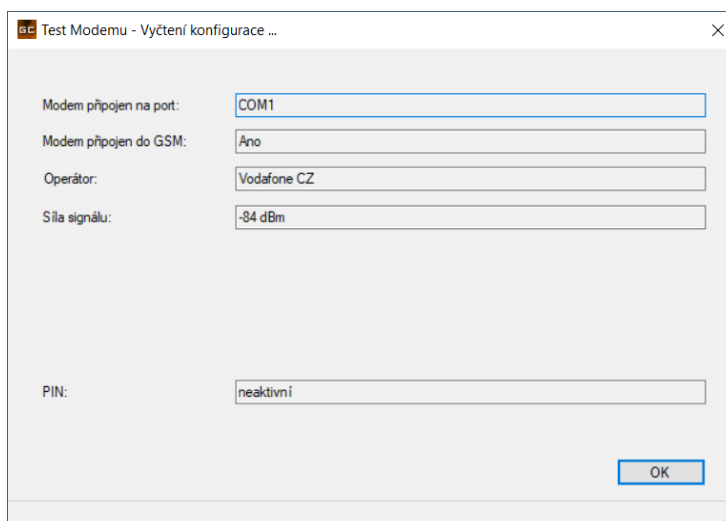 GC Test Modemu - Vyčtení konfigurace ...
Modem připojen na port: COM1
Modem připojen do GSM: Ano
Operátor: Vodafone CZ
Síla signálu: -84 dBm
PIN: neaktivní
OK